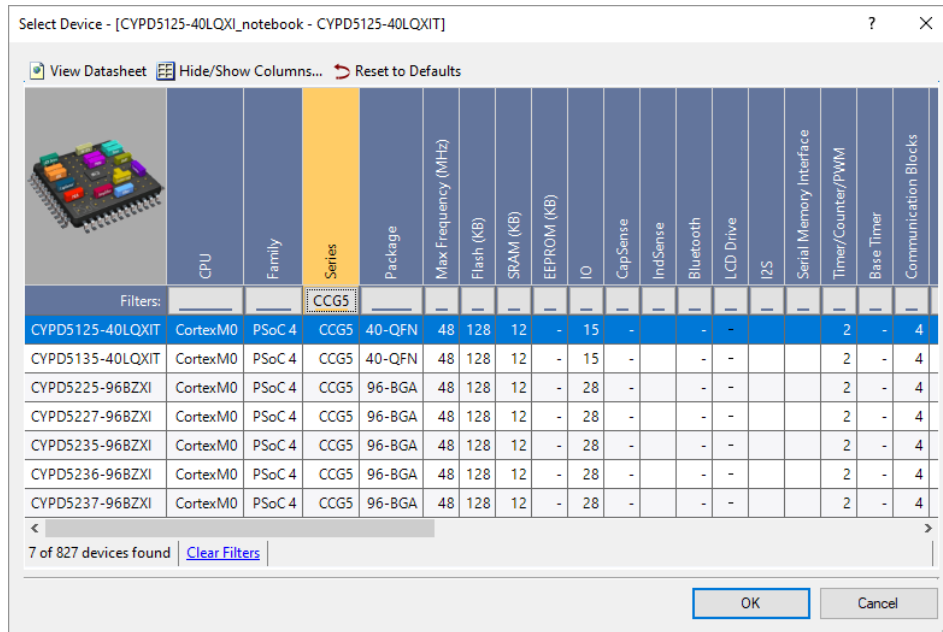 Select Device - [CYPD5125-40LQXI_notebook - CYPD5125-40LQXIT] ?
View Datasheet Hide/Show Columns... Reset to Defaults
CPU Family Series Package Max Frequency (MHz) Flash (KB) SRAM (KB) EEPROM (KB) IO CapSense IndSense Bluetooth LCD Drive I2S Serial Memory Interface Timer/Counter/PWM Base Timer Communication Blocks
Filters: CCG5
CYPD5125-40LQXIT CortexM0 PSoC 4 CCG5 40-QFN 48 128 12 - 15 - - - 2 - 4
CYPD5135-40LQXIT CortexM0 PSoC 4 CCG5 40-QFN 48 128 12 - 15 - - - 2 - 4
CYPD5225-96BZXI CortexM0 PSoC 4 CCG5 96-BGA 48 128 12 - 28 - - - 2 - 4
CYPD5227-96BZXI CortexM0 PSoC 4 CCG5 96-BGA 48 128 12 - 28 - - - 2 - 4
CYPD5235-96BZXI CortexM0 PSoC 4 CCG5 96-BGA 48 128 12 - 28 - - - 2 - 4
CYPD5236-96BZXI CortexM0 PSoC 4 CCG5 96-BGA 48 128 12 - 28 - - - 2 - 4
CYPD5237-96BZXI CortexM0 PSoC 4 CCG5 96-BGA 48 128 12 - 28 - - - 2 - 4
7 of 827 devices found Clear Filters
OK Cancel